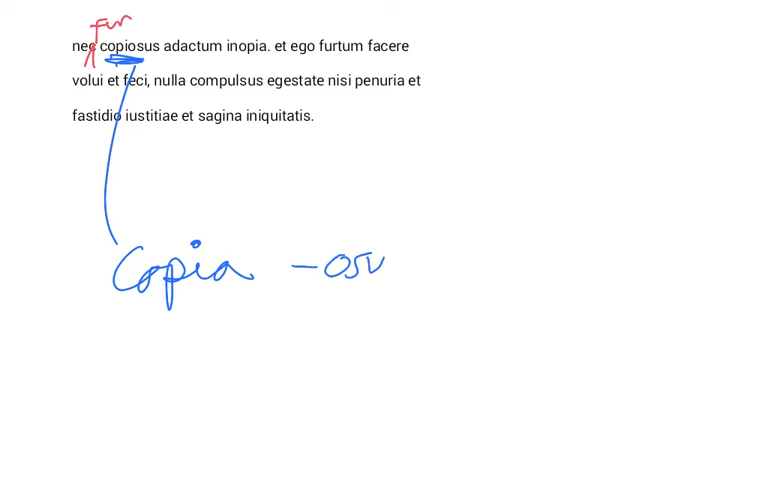 fur
nec copiosus adactum inopia. et ego furtum facere
volui et feci, nulla compulsus egestate nisi penuria et
fastidio iustitiae et sagina iniquitatis.
Copia - osu